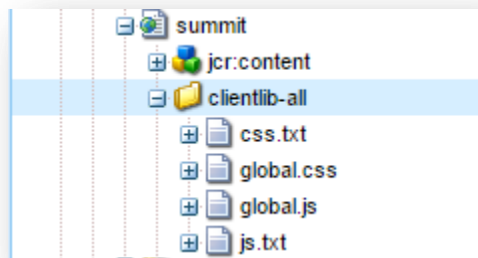 summit
jcr:content
clientlib-all
css.txt
global.css
global.js
js.txt